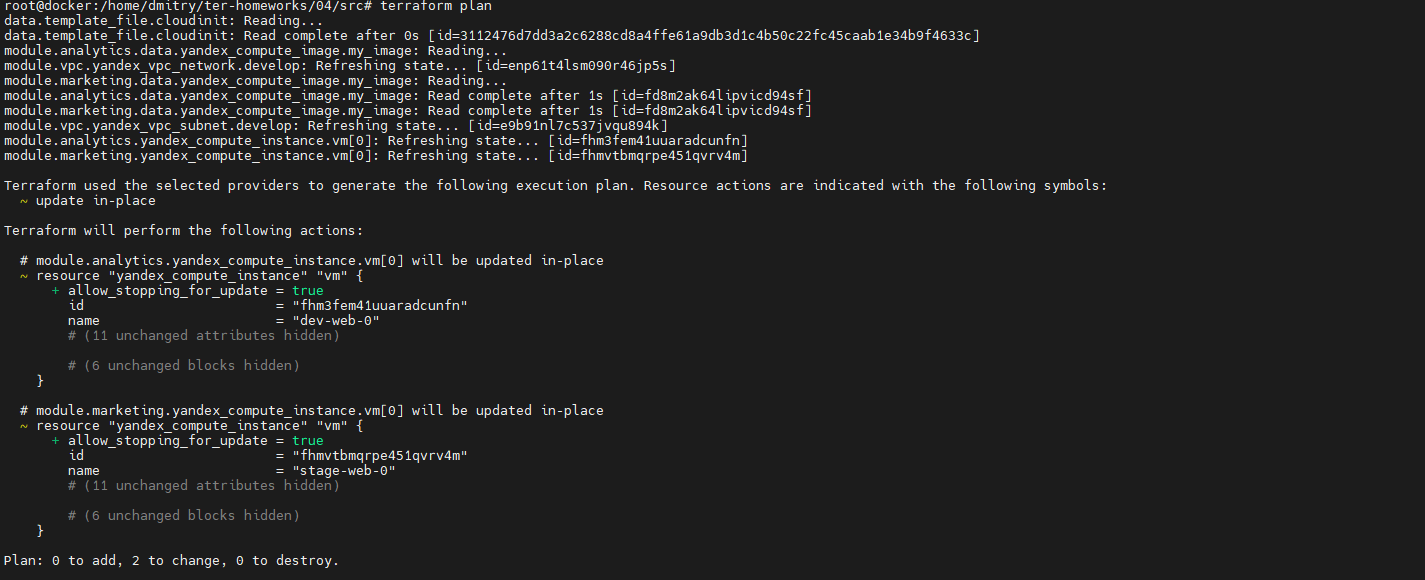 root@docker:/home/dmitry/ter-homeworks/04/src# terraform plan
data.template_file.cloudinit: Reading...
data.template_file.cloudinit: Read complete after 0s [id=3112476d7dd3a2c6288cd8a4ffe61a9db3d1c4b50c22fc45caab1e34b9f4633c]
module.analytics.data.yandex_compute_image.my_image: Reading...
module.vpc.yandex_vpc_network.develop: Refreshing state... [id=enp61t4lsm090r46jp5s]
module.marketing.data.yandex_compute_image.my_image: Reading...
module.analytics.data.yandex_compute_image.my_image: Read complete after 1s [id=fd8m2ak64lipvicd94sf]
module.marketing.data.yandex_compute_image.my_image: Read complete after 1s [id=fd8m2ak64lipvicd94sf]
module.vpc.yandex_vpc_subnet.develop: Refreshing state... [id=e9b91nl7c537jvqu894k]
module.analytics.yandex_compute_instance.vm[0]: Refreshing state... [id=fhm3fem41uuaradcunfn]
module.marketing.yandex_compute_instance.vm[0]: Refreshing state... [id=fhmvtbmqrpe451qvrv4m]

Terraform used the selected providers to generate the following execution plan. Resource actions are indicated with the following symbols:
  ~ update in-place

Terraform will perform the following actions:

  # module.analytics.yandex_compute_instance.vm[0] will be updated in-place
  ~ resource "yandex_compute_instance" "vm" {
      + allow_stopping_for_update = true
        id                        = "fhm3fem41uuaradcunfn"
        name                      = "dev-web-0"
        # (11 unchanged attributes hidden)

        # (6 unchanged blocks hidden)
    }

  # module.marketing.yandex_compute_instance.vm[0] will be updated in-place
  ~ resource "yandex_compute_instance" "vm" {
      + allow_stopping_for_update = true
        id                        = "fhmvtbmqrpe451qvrv4m"
        name                      = "stage-web-0"
        # (11 unchanged attributes hidden)

        # (6 unchanged blocks hidden)
    }

Plan: 0 to add, 2 to change, 0 to destroy.